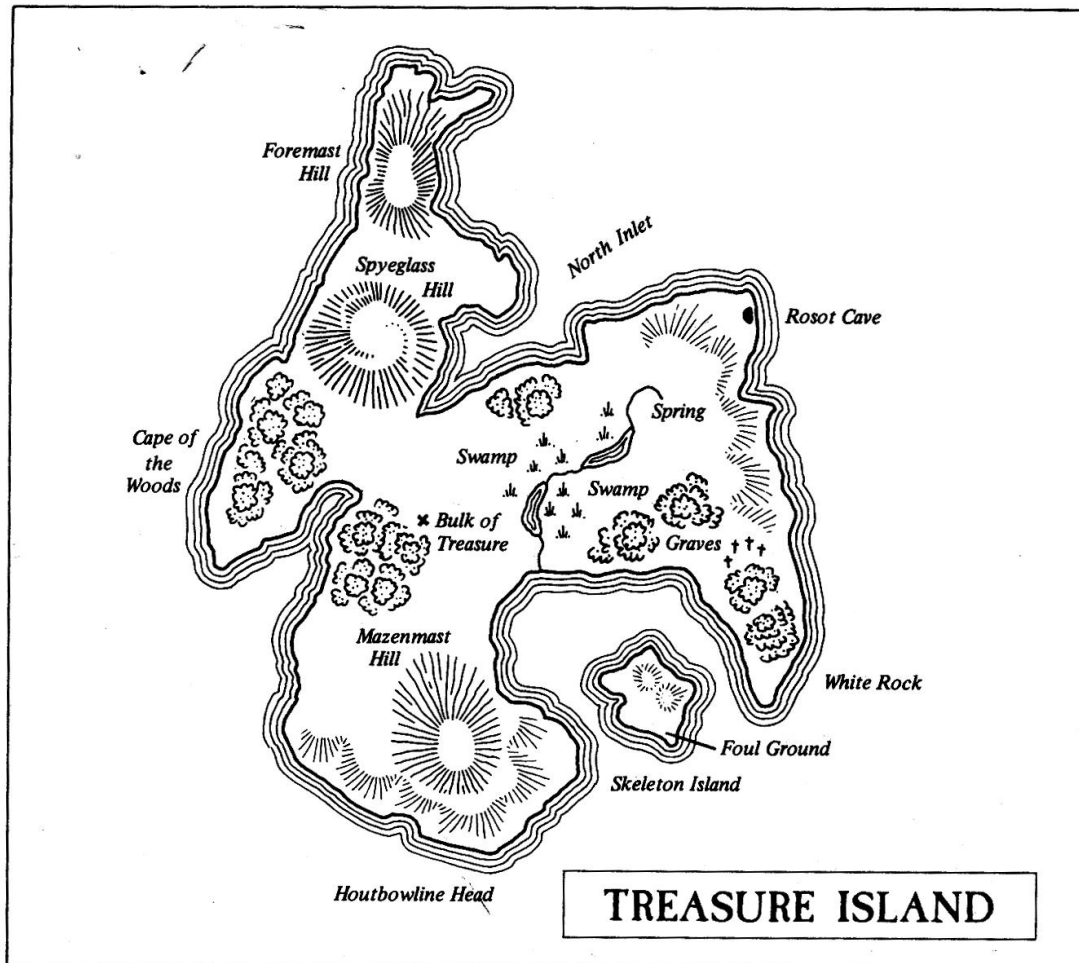 Foremast
Hill
North Inlet
Spyeglass
Hill
Rosot Cave
Spring
Cape of
the
Woods
Swamp
Swamp
Bulk of
Treasure
Graves
Mazenmast
Hill
White Rock
Foul Ground
Skeleton Island
Houtbowline Head
TREASURE ISLAND